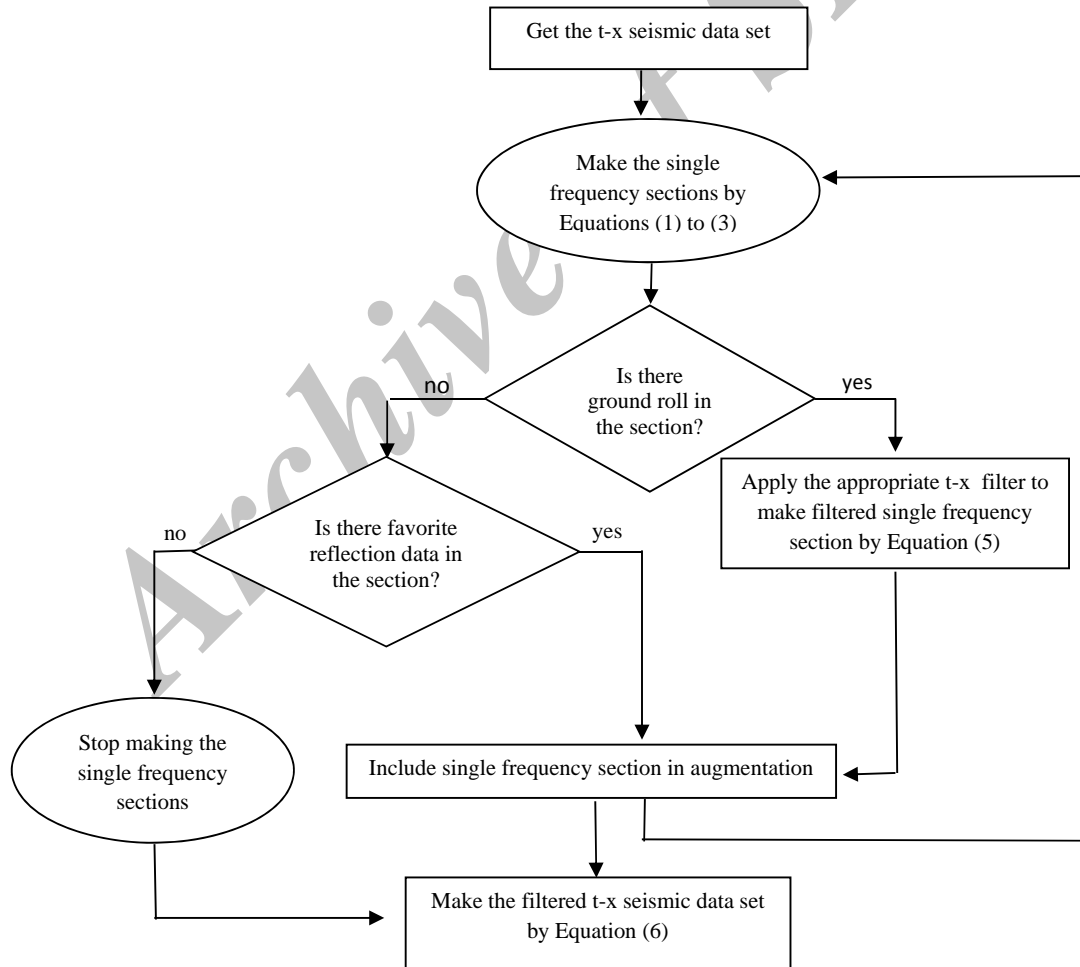 Get the t-x seismic data set
Make the single
frequency sections by
Equations (1) to (3)
Is there
ground roll in
the section?
no
yes
Apply the appropriate t-x filter to
make filtered single frequency
section by Equation (5)
Is there favorite
reflection data in
the section?
no
yes
Stop making the
single frequency
sections
Include single frequency section in augmentation
Make the filtered t-x seismic data set
by Equation (6)
Archive